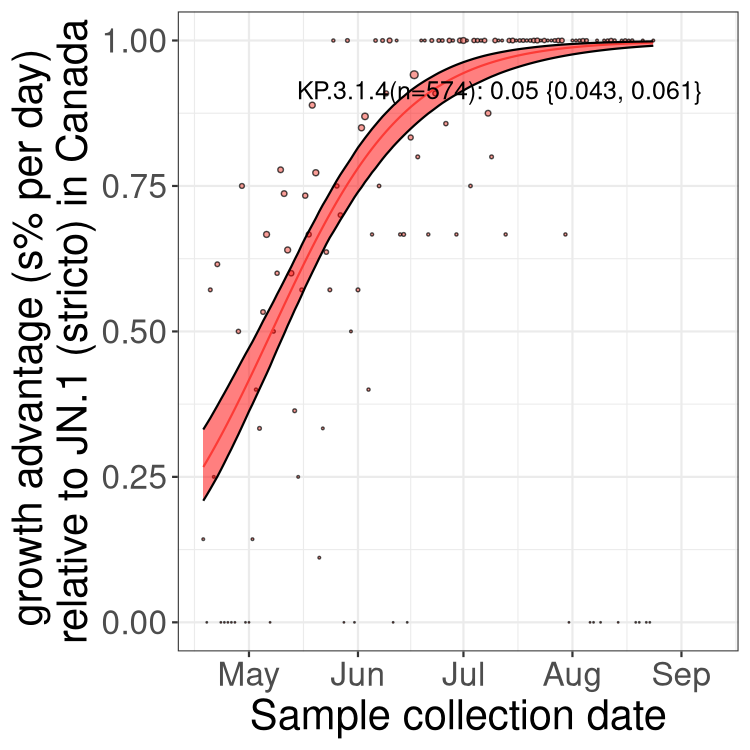 growth advantage (s% per day)
relative to JN.1 (stricto) in Canada
1.00
0.75
0.50
0.25
0.00
KP.3.1.4(n=574): 0.05 {0.043, 0.061}
May Jun Jul Aug Sep
Sample collection date